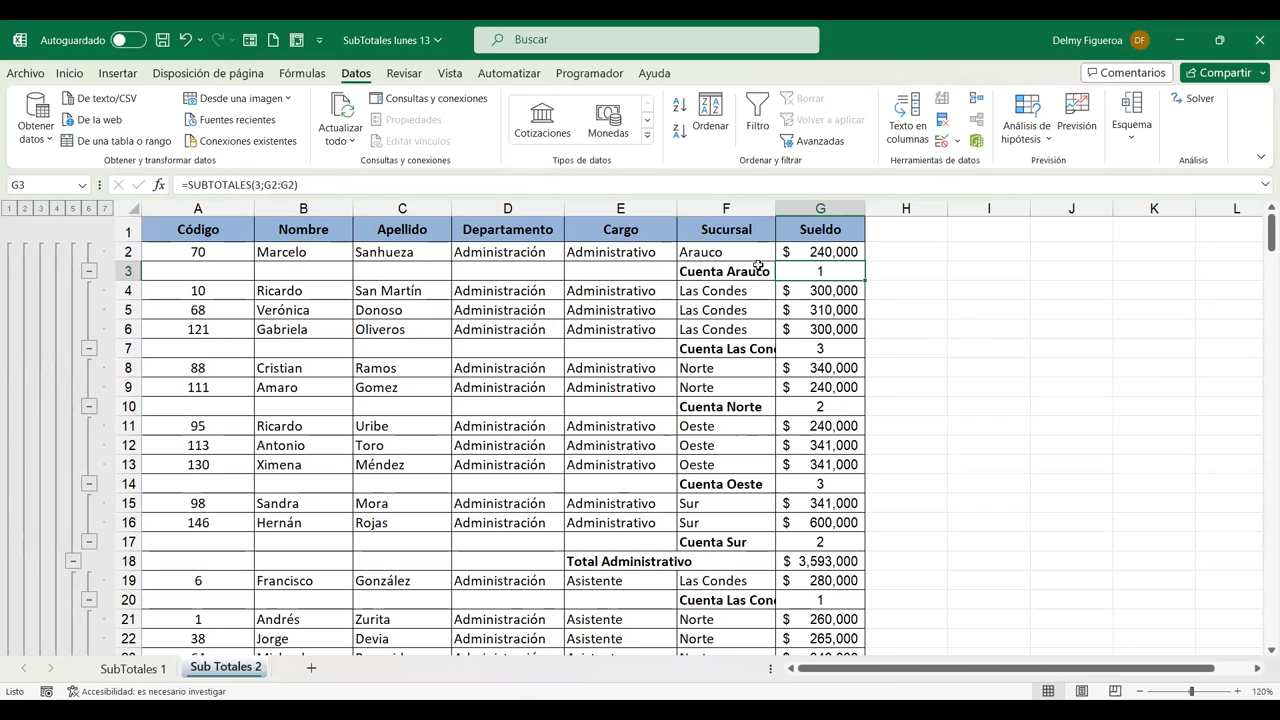 Autoguardado
SubTotales lunes 13
Buscar
Delmy Figueroa DF
Archivo Inicio Insertar Disposición de página Fórmulas Datos Revisar Vista Automatizar Programador Ayuda
Comentarios Compartir
Obtener datos
De texto/CSV
De la web
De una tabla o rango
Desde una imagen
Fuentes recientes
Conexiones existentes
Obtener y transformar datos
Actualizar todo
Consultas y conexiones
Propiedades
Editar vínculos
Consultas y conexiones
Cotizaciones
Monedas
Tipos de datos
Ordenar
Filtro
Borrar
Volver a aplicar
Avanzadas
Ordenar y filtrar
Texto en columnas
Herramientas de datos
Análisis de hipótesis
Previsión
Previsión
Esquema
Solver
Análisis
G3 fx =SUBTOTALES(3;G2:G2)
1 2 3 4 5 6 7
A B C D E F G H I J K L
1 Código Nombre Apellido Departamento Cargo Sucursal Sueldo
2 70 Marcelo Sanhueza Administración Administrativo Arauco $ 240,000
3 Cuenta Arauco 1
4 10 Ricardo San Martín Administración Administrativo Las Condes $ 300,000
5 68 Verónica Donoso Administración Administrativo Las Condes $ 310,000
6 121 Gabriela Oliveros Administración Administrativo Las Condes $ 300,000
7 Cuenta Las Con 3
8 88 Cristian Ramos Administración Administrativo Norte $ 340,000
9 111 Amaro Gomez Administración Administrativo Norte $ 240,000
10 Cuenta Norte 2
11 95 Ricardo Uribe Administración Administrativo Oeste $ 240,000
12 113 Antonio Toro Administración Administrativo Oeste $ 341,000
13 130 Ximena Méndez Administración Administrativo Oeste $ 341,000
14 Cuenta Oeste 3
15 98 Sandra Mora Administración Administrativo Sur $ 341,000
16 146 Hernán Rojas Administración Administrativo Sur $ 600,000
17 Cuenta Sur 2
18 Total Administrativo $ 3,593,000
19 6 Francisco González Administración Asistente Las Condes $ 280,000
20 Cuenta Las Con 1
21 1 Andrés Zurita Administración Asistente Norte $ 260,000
22 38 Jorge Devia Administración Asistente Norte $ 265,000
SubTotales 1 Sub Totales 2
Listo Accesibilidad: es necesario investigar 120%